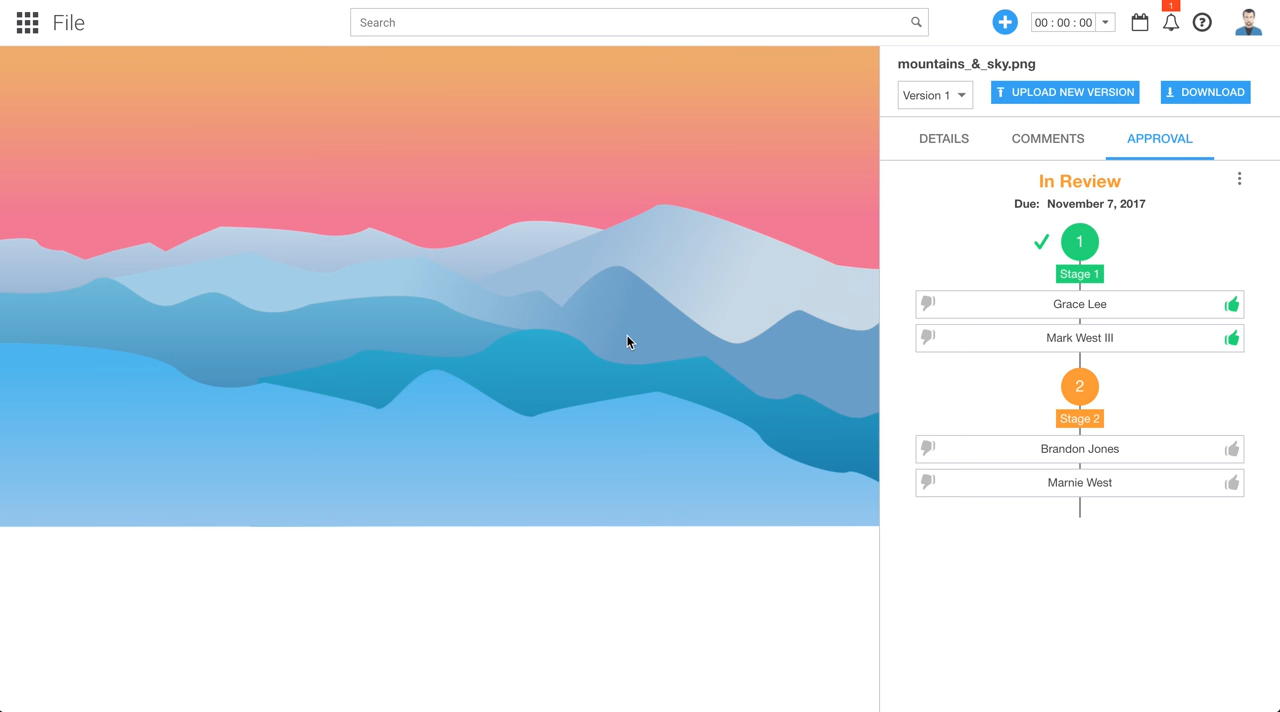 File
Search
00 : 00 : 00
1
mountains_&_sky.png
Version 1
UPLOAD NEW VERSION
DOWNLOAD
DETAILS
COMMENTS
APPROVAL
In Review
Due: November 7, 2017
1
Stage 1
Grace Lee
Mark West III
2
Stage 2
Brandon Jones
Marnie West